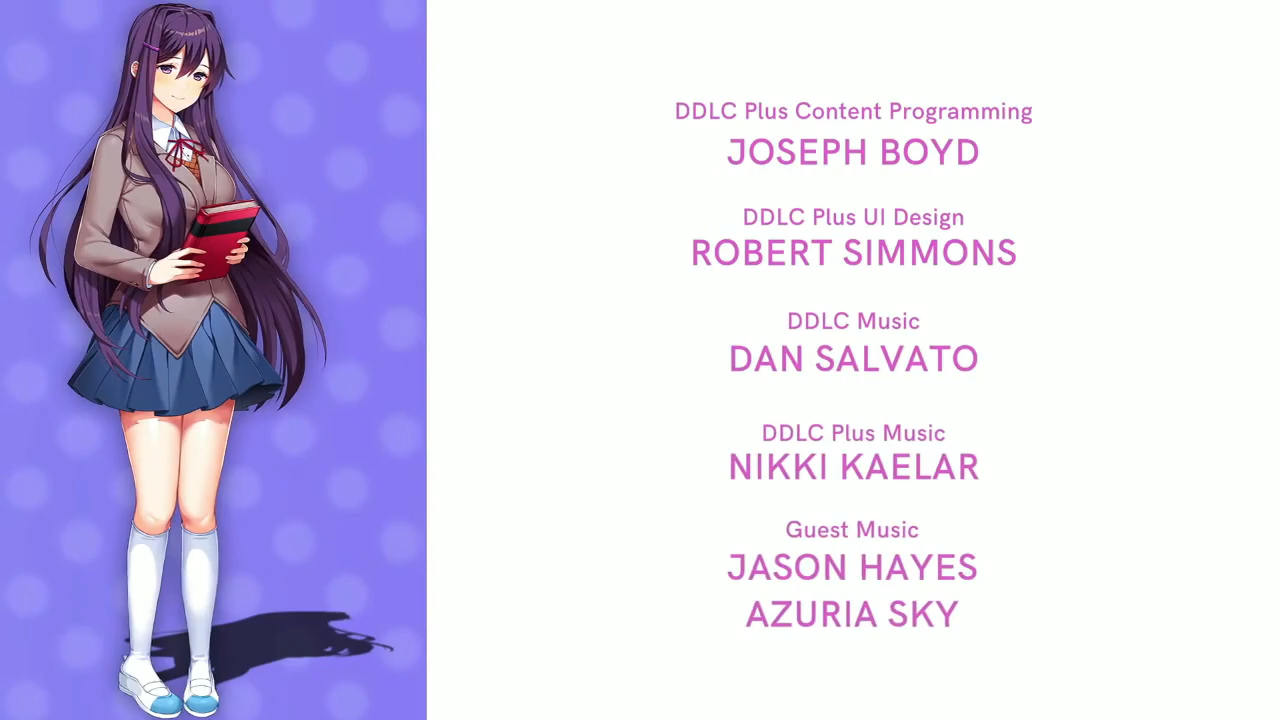 DDLC Plus Content Programming
JOSEPH BOYD
DDLC Plus UI Design
ROBERT SIMMONS
DDLC Music
DAN SALVATO
DDLC Plus Music
NIKKI KAELAR
Guest Music
JASON HAYES
AZURIA SKY